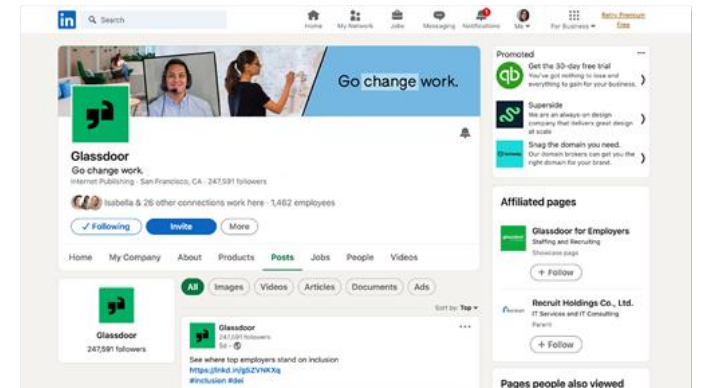 in
Search
Home
My Network
Jobs
Messaging
Notifications
Me
For Business
Retry Premium
Free
Go change work.
Glassdoor
Go change work.
Internet Publishing · San Francisco, CA · 247,591 followers
Isabella & 26 other connections work here · 1,462 employees
✓ Following
Invite
More
Home
My Company
About
Products
Posts
Jobs
People
Videos
All
Images
Videos
Articles
Documents
Ads
Sort by: Top
Glassdoor
247,591 followers
Glassdoor
247,591 followers
5d
See where top employers stand on inclusion
#inclusion #dei
Promoted
qb
Get the 30-day free trial
You've got nothing to lose and
everything to gain for your business.
Superside
We are an always-on design
company that delivers great design
at scale
Snag the domain you need.
Our domain brokers can get you the
right domain for your brand.
Affiliated pages
Glassdoor for Employers
Staffing and Recruiting
Showcase page
+ Follow
Recruit Holdings Co., Ltd.
IT Services and IT Consulting
Parent
+ Follow
Pages people also viewed